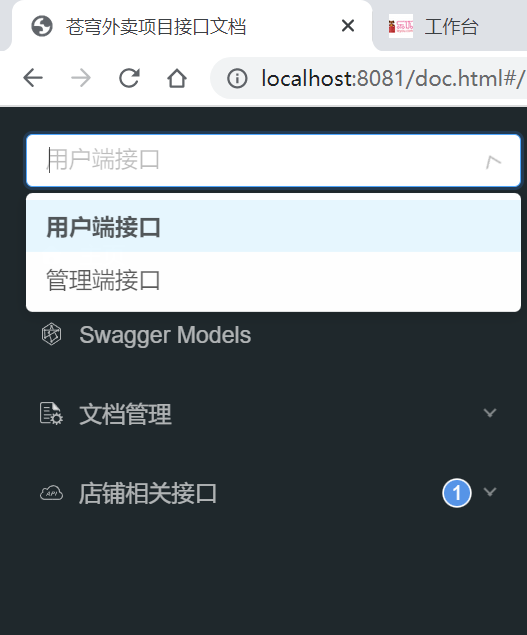 苍穹外卖项目接口文档
工作台
localhost:8081/doc.html#/
用户端接口
用户端接口
管理端接口
Swagger Models
文档管理
API 店铺相关接口 1